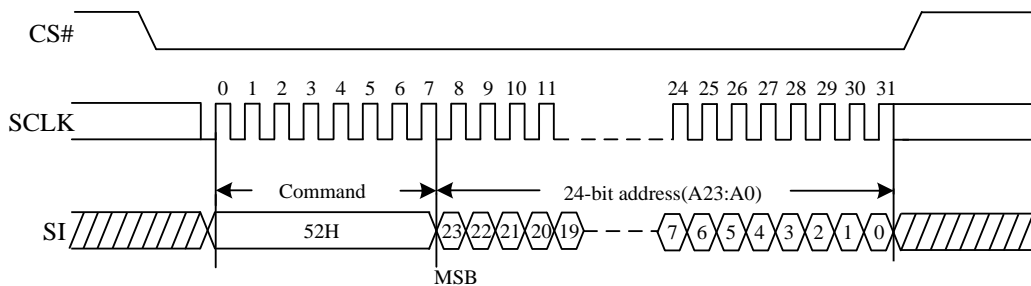 CS#
0 1 2 3 4 5 6 7 8 9 10 11 24 25 26 27 28 29 30 31
SCLK
Command 24-bit address(A23:A0)
SI 52H 23 22 21 20 19 7 6 5 4 3 2 1 0
MSB